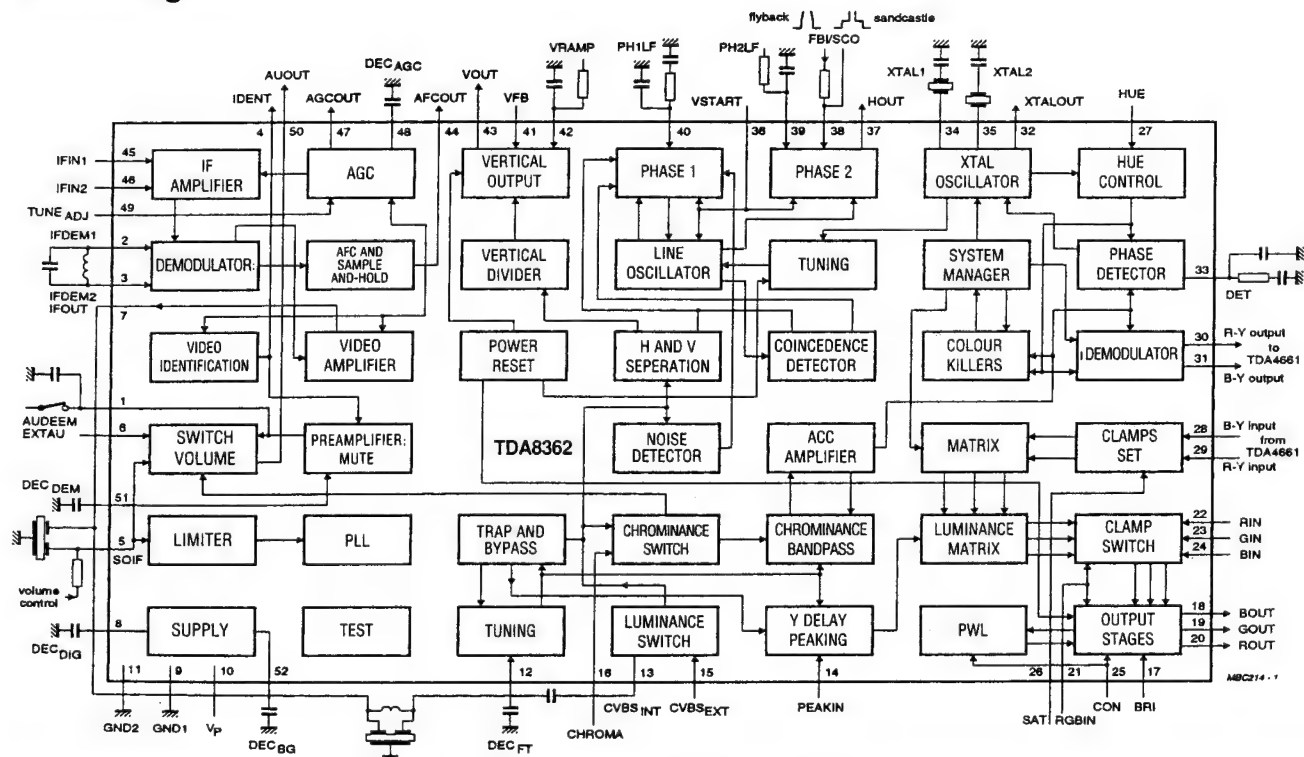 flyback
sandcastle
FBI/SCO
VRAMP
PH1LF
PH2LF
XTAL1
XTAL2
DEC AGC
AUOUT
IDENT
AGCOUT
AFCOUT
VOUT
VFB
VSTART
HOUT
XTALOUT
HUE
4 50 47 48 44 43 41 42 40 36 39 38 37 34 35 32 27
IFIN1 45
IFIN2 46
TUNE ADJ 49
IF AMPLIFIER
AGC
VERTICAL OUTPUT
PHASE 1
PHASE 2
XTAL OSCILLATOR
HUE CONTROL
IFDEM1 2
3
IFDEM2
IFOUT
7
DEMODULATOR:
AFC AND SAMPLE AND-HOLD
VERTICAL DIVIDER
LINE OSCILLATOR
TUNING
SYSTEM MANAGER
PHASE DETECTOR
33
DET
VIDEO IDENTIFICATION
VIDEO AMPLIFIER
POWER RESET
H AND V SEPERATION
COINCEDENCE DETECTOR
COLOUR KILLERS
DEMODULATOR
30 R-Y output
to TDA4661
31 B-Y output
1
AUDEEM
EXTAU 6
SWITCH VOLUME
PREAMPLIFIER: MUTE
TDA8362
NOISE DETECTOR
ACC AMPLIFIER
MATRIX
CLAMPS SET
28 B-Y input
from TDA4661
29 R-Y input
DEC DEM
51
5
SOIF
volume control
LIMITER
PLL
TRAP AND BYPASS
CHROMINANCE SWITCH
CHROMINANCE BANDPASS
LUMINANCE MATRIX
CLAMP SWITCH
22 RIN
23 GIN
24 BIN
DEC DIG
8
SUPPLY
TEST
TUNING
LUMINANCE SWITCH
Y DELAY PEAKING
PWL
OUTPUT STAGES
18 BOUT
19 GOUT
20 ROUT
11 9 10 52 12 16 13 15 14 26 21 25 17
MBC214 - 1
GND2
GND1
VP
DEC BG
DEC FT
CHROMA
CVBS INT
CVBS EXT
PEAKIN
SAT
RGBIN
CON
BRI